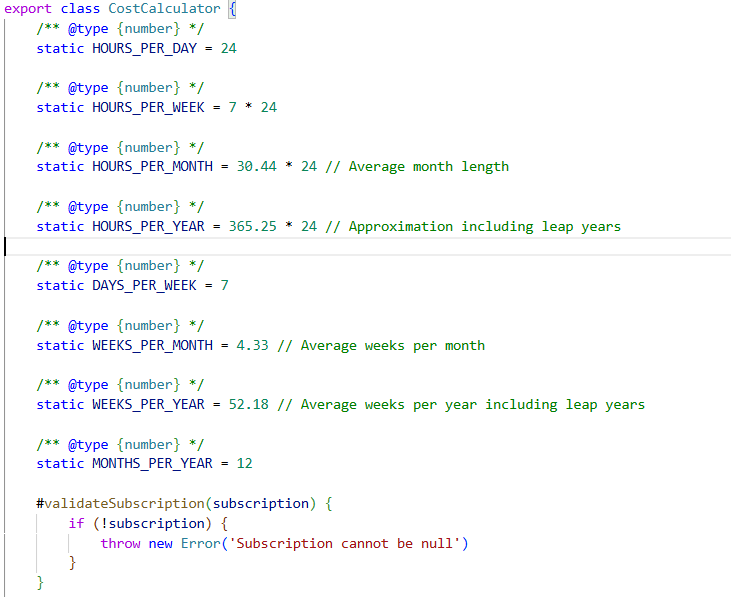 export class CostCalculator {
    /** @type {number} */
    static HOURS_PER_DAY = 24
    /** @type {number} */
    static HOURS_PER_WEEK = 7 * 24
    /** @type {number} */
    static HOURS_PER_MONTH = 30.44 * 24 // Average month length
    /** @type {number} */
    static HOURS_PER_YEAR = 365.25 * 24 // Approximation including leap years
    /** @type {number} */
    static DAYS_PER_WEEK = 7
    /** @type {number} */
    static WEEKS_PER_MONTH = 4.33 // Average weeks per month
    /** @type {number} */
    static WEEKS_PER_YEAR = 52.18 // Average weeks per year including leap years
    /** @type {number} */
    static MONTHS_PER_YEAR = 12
    #validateSubscription(subscription) {
        if (!subscription) {
            throw new Error('Subscription cannot be null')
        }
    }